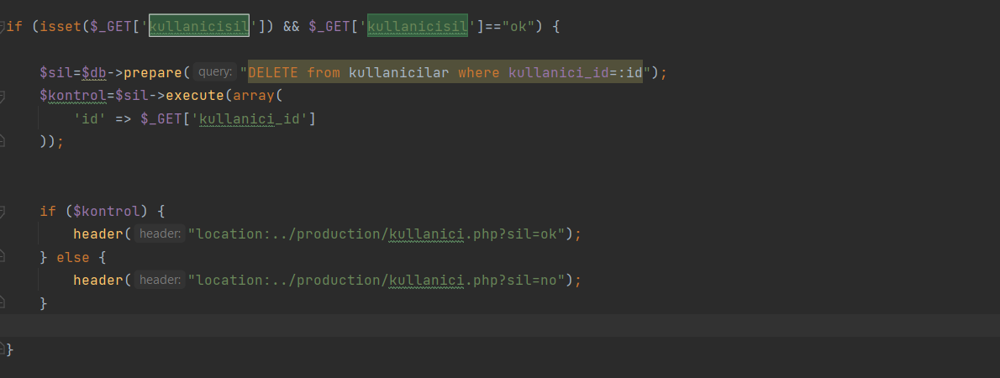 if (isset($_GET['kullanicisil']) && $_GET['kullanicisil']=="ok") {
$sil=$db->prepare( query: "DELETE from kullanicilar where kullanici_id=:id");
$kontrol=$sil->execute(array(
'id' => $_GET['kullanici_id']
));
if ($kontrol) {
header( header: "location:../production/kullanici.php?sil=ok");
} else {
header( header: "location:../production/kullanici.php?sil=no");
}
}